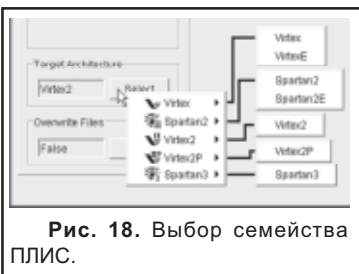 Target Architecture
Virtex2
Select
Overwrite Files
False
Virtex
Spartan2
Virtex2
Virtex2P
Spartan3
Virtex
VirtexE
Spartan2
Spartan2E
Virtex2
Virtex2P
Spartan3
Рис. 18. Выбор семейства
ПЛИС.